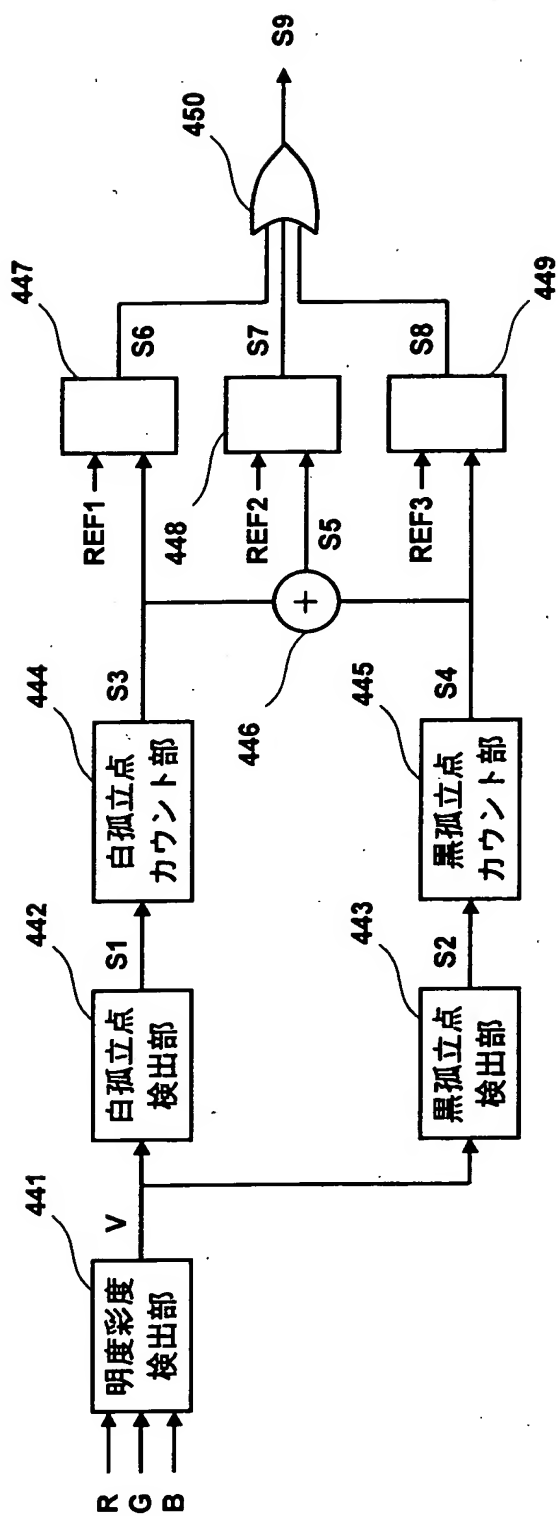 R
G
B
441
明度彩度
検出部
V
442
白孤立点
検出部
S1
444
白孤立点
カウント部
S3
443
黒孤立点
検出部
S2
445
黒孤立点
カウント部
S4
446
+
S5
REF1
447
S6
REF2
448
S7
REF3
449
S8
450
S9